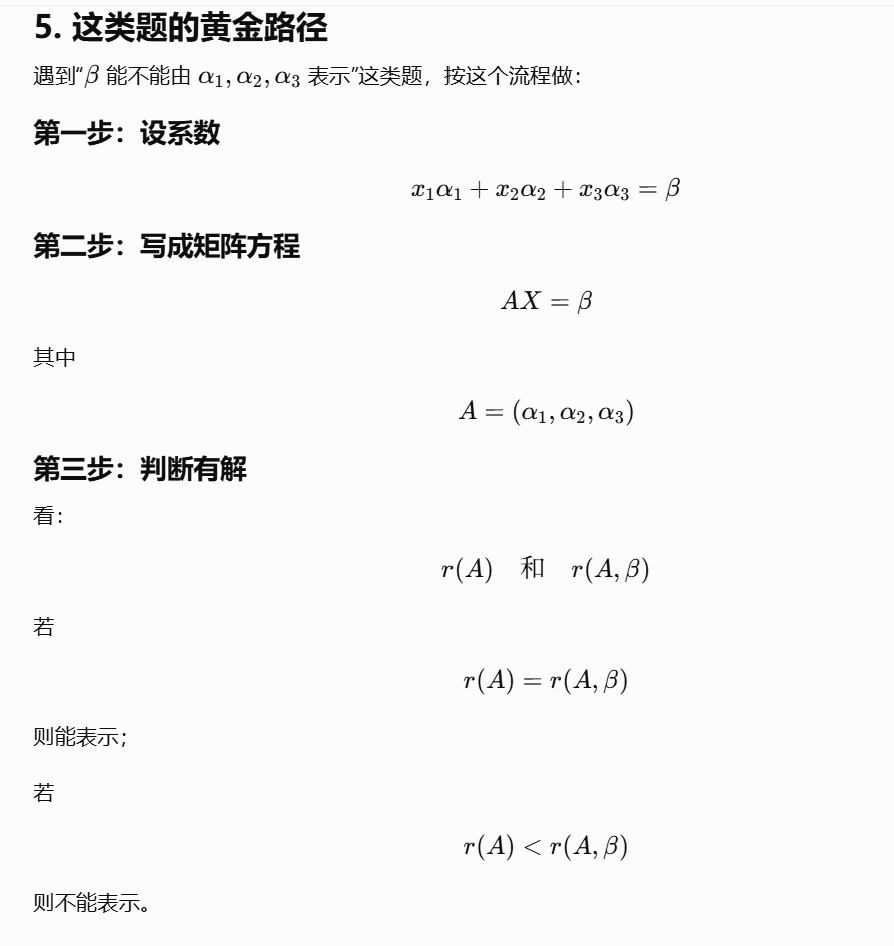 5. 这类题的黄金路径
遇到“β 能不能由 α₁, α₂, α₃ 表示”这类题，按这个流程做：
第一步：设系数
x₁α₁ + x₂α₂ + x₃α₃ = β
第二步：写成矩阵方程
AX = β
其中
A = (α₁, α₂, α₃)
第三步：判断有解
看：
r(A) 和 r(A, β)
若
r(A) = r(A, β)
则能表示；
若
r(A) < r(A, β)
则不能表示。